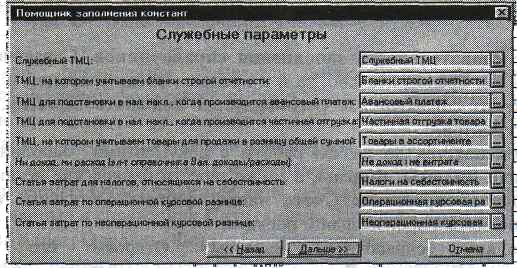 Помощник заполнения констант
Служебные параметры
Служебный ТМЦ: Служебный ТМЦ ...
ТМЦ, на котором учитываем бланки строгой отчетности: Бланки строгой отчетности ...
ТМЦ для подстановки в нал. накл., когда производится авансовый платеж: Авансовый платеж ...
ТМЦ для подстановки в нал. накл., когда производится частичная отгрузка: Частичная отгрузка товара ...
ТМЦ, на котором учитываем товары для продажи в розницу общей суммой: Товары в ассортименте ...
Ни доход, ни расход (эл-т справочника Вал. доходы/расходы): Не доход і не витрата ...
Статья затрат для налогов, относящихся на себестоимость: Налоги на себестоимость ...
Статья затрат по операционной курсовой разнице: Операционная курсовая ра ...
Статья затрат по неоперационной курсовой разнице: Неоперационная курсовая ...
<< Назад Дальше >> Отмена